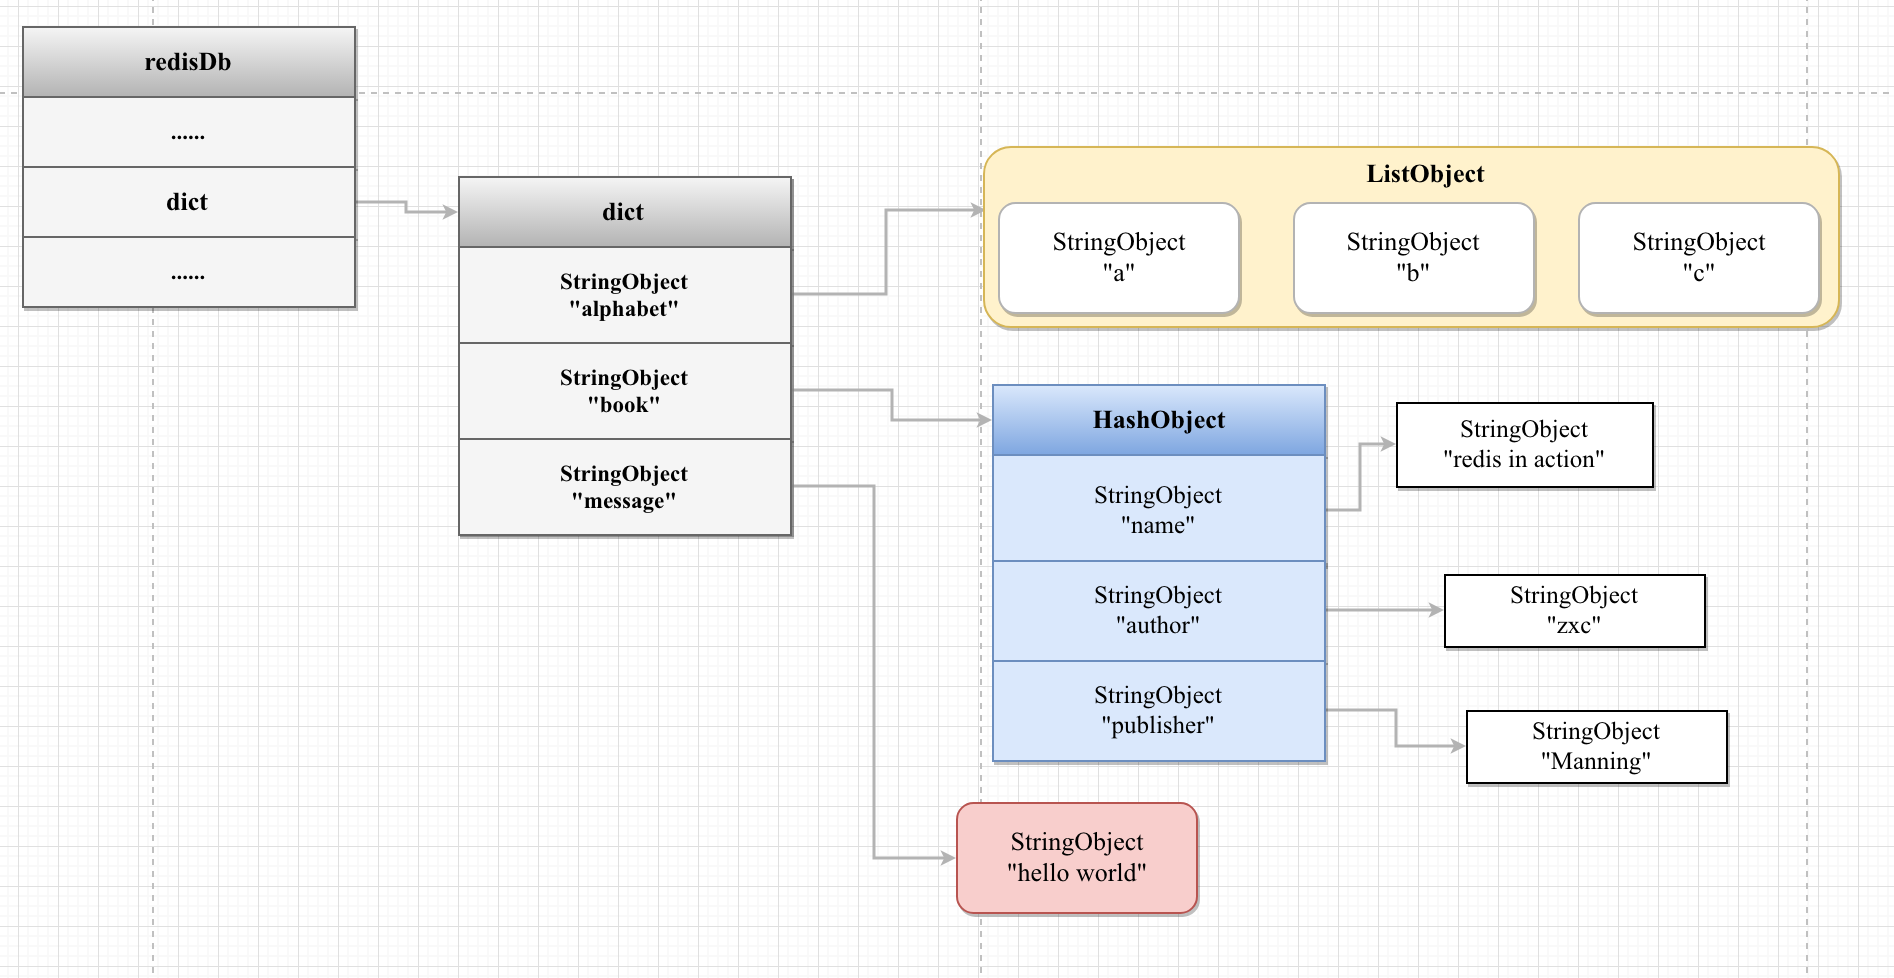 redisDb
......
dict
......
dict
StringObject
"alphabet"
StringObject
"book"
StringObject
"message"
ListObject
StringObject
"a"
StringObject
"b"
StringObject
"c"
HashObject
StringObject
"name"
StringObject
"author"
StringObject
"publisher"
StringObject
"redis in action"
StringObject
"zxc"
StringObject
"Manning"
StringObject
"hello world"